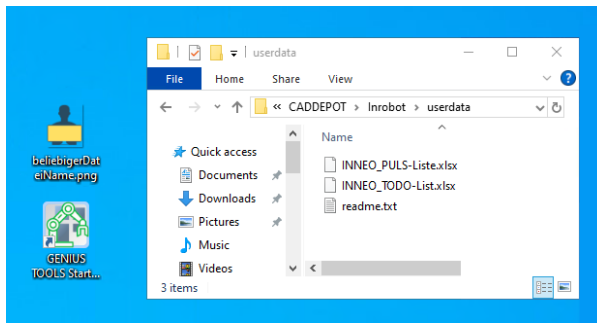 userdata
File Home Share View
« CADDEPOT > Inrobot > userdata
Name
Quick access
Documents
Downloads
Pictures
Music
Videos
INNEO_PULS-Liste.xlsx
INNEO_TODO-List.xlsx
readme.txt
3 items
beliebigerDat
eiName.png
GENIUS
TOOLS Start...